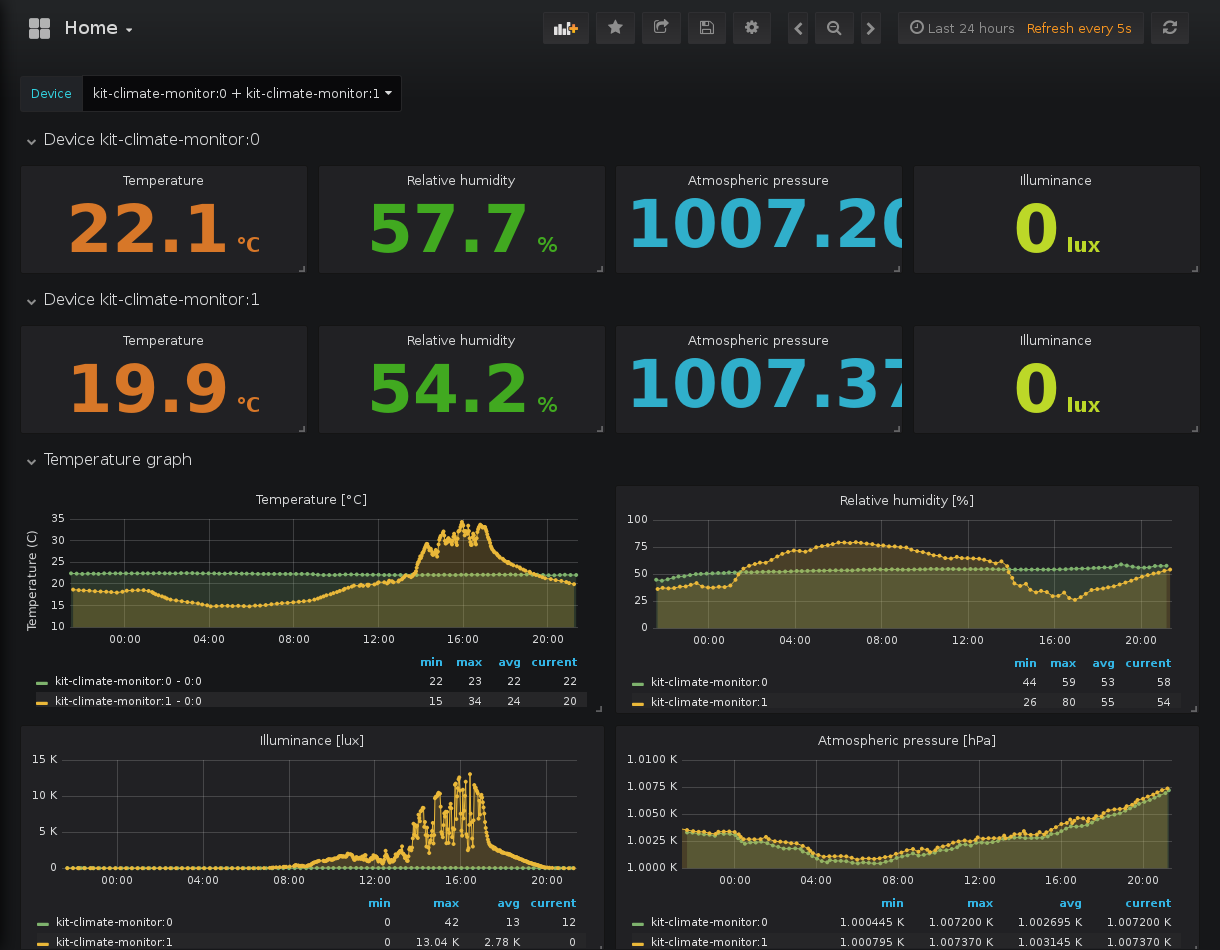 Home
Last 24 hours Refresh every 5s
Device kit-climate-monitor:0 + kit-climate-monitor:1
Device kit-climate-monitor:0
Temperature Relative humidity Atmospheric pressure Illuminance
22.1 °C 57.7 % 1007.20 0 lux
Device kit-climate-monitor:1
Temperature Relative humidity Atmospheric pressure Illuminance
19.9 °C 54.2 % 1007.37 0 lux
Temperature graph
Temperature [°C]
Temperature (C)
35
30
25
20
15
10
00:00 04:00 08:00 12:00 16:00 20:00
min max avg current
kit-climate-monitor:0 - 0:0 22 23 22 22
kit-climate-monitor:1 - 0:0 15 34 24 20
Relative humidity [%]
100
75
50
25
0
00:00 04:00 08:00 12:00 16:00 20:00
min max avg current
kit-climate-monitor:0 44 59 53 58
kit-climate-monitor:1 26 80 55 54
Illuminance [lux]
15 K
10 K
5 K
0
00:00 04:00 08:00 12:00 16:00 20:00
min max avg current
kit-climate-monitor:0 0 42 13 12
kit-climate-monitor:1 0 13.04 K 2.78 K 0
Atmospheric pressure [hPa]
1.0100 K
1.0075 K
1.0050 K
1.0025 K
1.0000 K
00:00 04:00 08:00 12:00 16:00 20:00
min max avg current
kit-climate-monitor:0 1.000445 K 1.007200 K 1.002695 K 1.007200 K
kit-climate-monitor:1 1.000795 K 1.007370 K 1.003145 K 1.007370 K